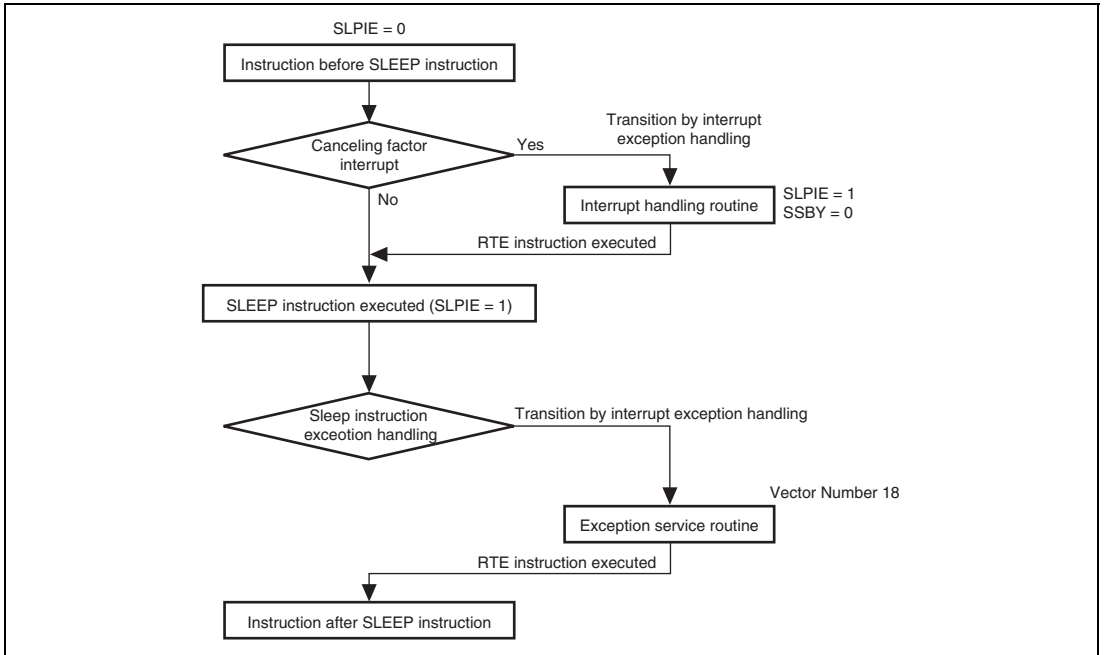 SLPIE = 0
Instruction before SLEEP instruction
Canceling factor
interrupt
Yes
Transition by interrupt
exception handling
No
Interrupt handling routine
SLPIE = 1
SSBY = 0
RTE instruction executed
SLEEP instruction executed (SLPIE = 1)
Sleep instruction
exceotion handling
Transition by interrupt exception handling
Vector Number 18
Exception service routine
RTE instruction executed
Instruction after SLEEP instruction